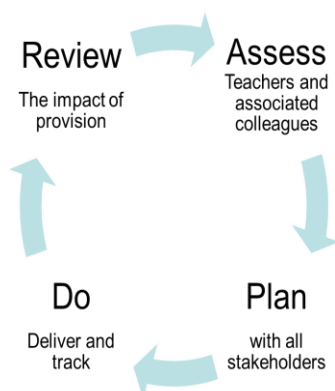 Review
The impact of
provision
Assess
Teachers and
associated
colleagues
Do
Deliver and
track
Plan
with all
stakeholders